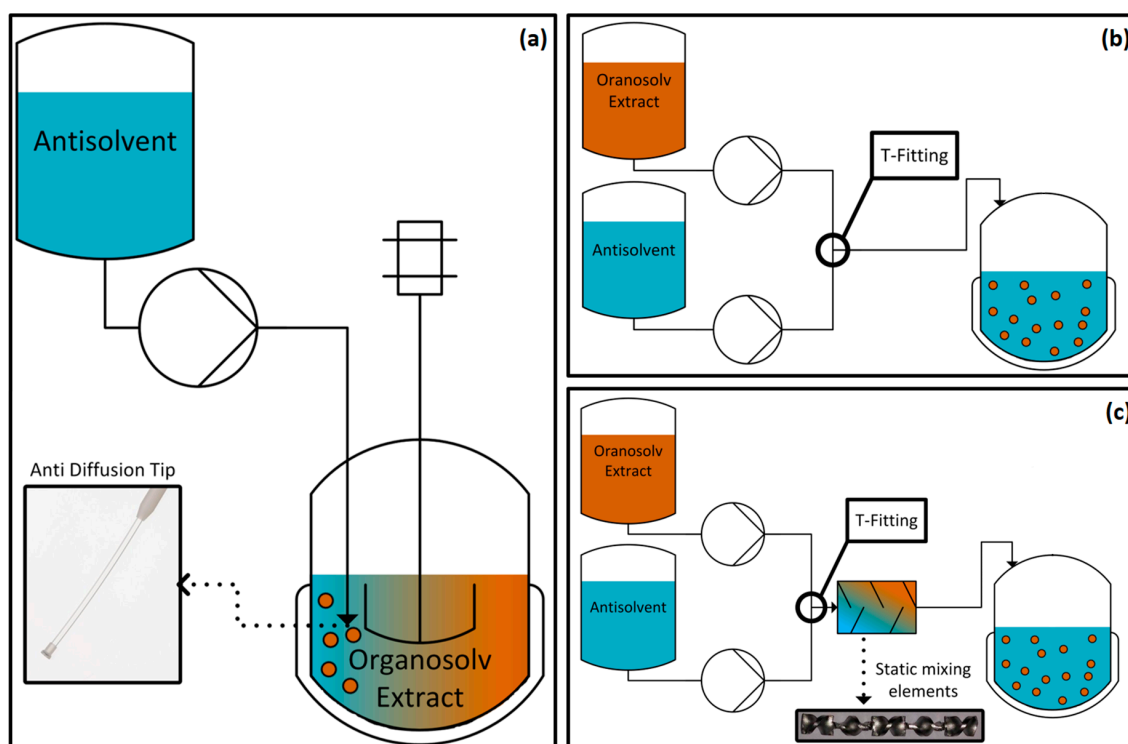 (a)
Antisolvent
Anti Diffusion Tip
Organosolv
Extract
(b)
Oranosolv
Extract
T-Fitting
Antisolvent
(c)
Oranosolv
Extract
T-Fitting
Antisolvent
Static mixing
elements